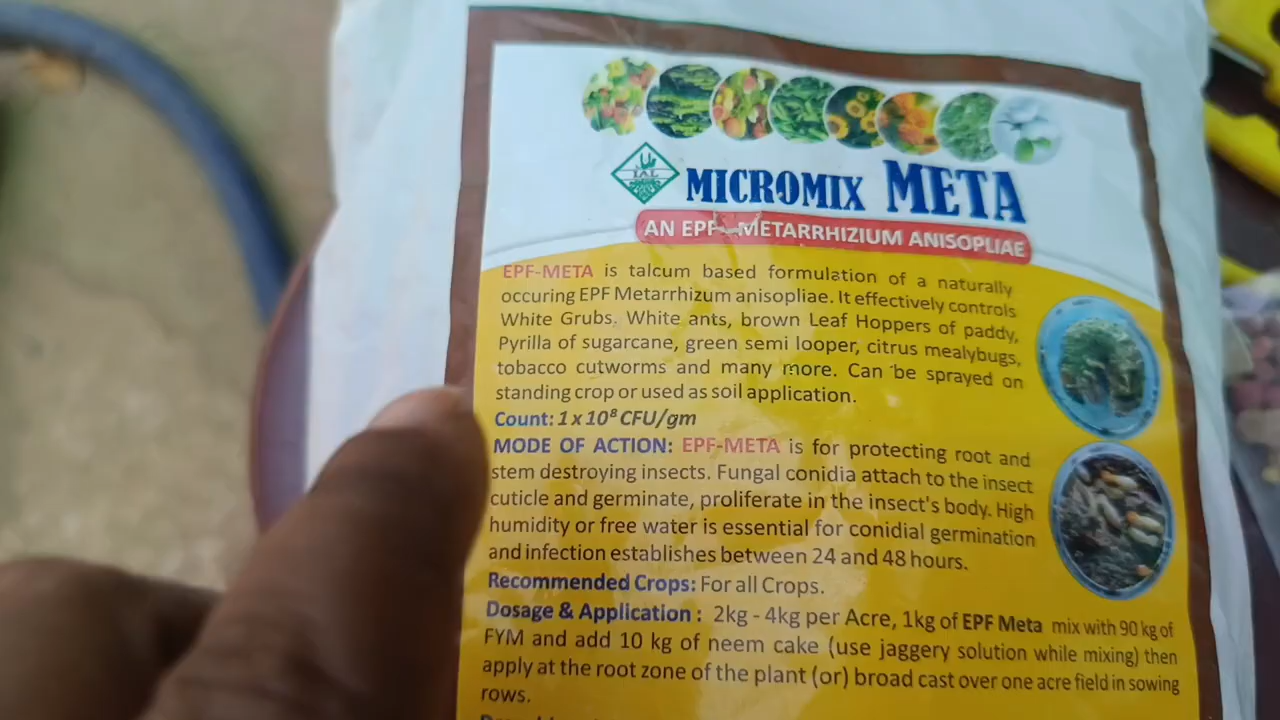 IAL
MICROMIX META
AN EPF - METARRHIZIUM ANISOPLIAE
EPF-META is talcum based formulation of a naturally
occuring EPF Metarrhizum anisopliae. It effectively controls
White Grubs. White ants, brown Leaf Hoppers of paddy,
Pyrilla of sugarcane, green semi looper, citrus mealybugs,
tobacco cutworms and many more. Can be sprayed on
standing crop or used as soil application.
Count: 1 x 10⁸ CFU/gm
MODE OF ACTION: EPF-META is for protecting root and
stem destroying insects. Fungal conidia attach to the insect
cuticle and germinate, proliferate in the insect's body. High
humidity or free water is essential for conidial germination
and infection establishes between 24 and 48 hours.
Recommended Crops: For all Crops.
Dosage & Application : 2kg - 4kg per Acre, 1kg of EPF Meta mix with 90 kg of
FYM and add 10 kg of neem cake (use jaggery solution while mixing) then
apply at the root zone of the plant (or) broad cast over one acre field in sowing
rows.